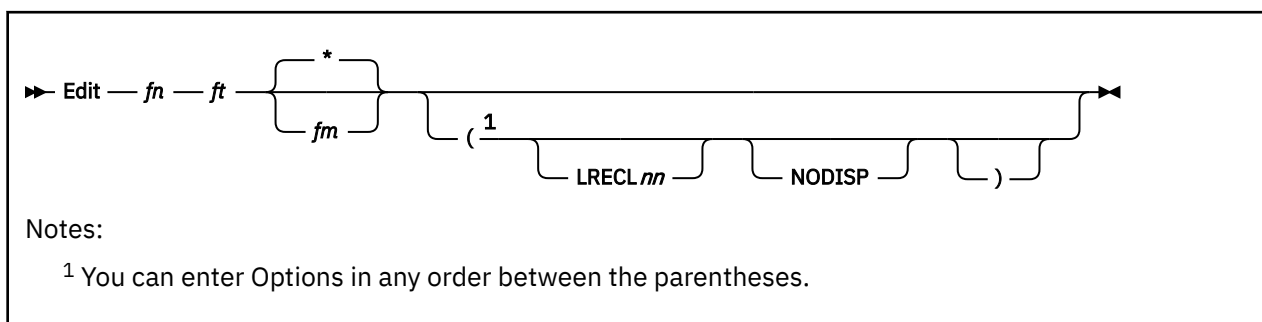 *
Edit fn ft
fm
( 1
LRECL nn
NODISP
)
Notes:
1 You can enter Options in any order between the parentheses.